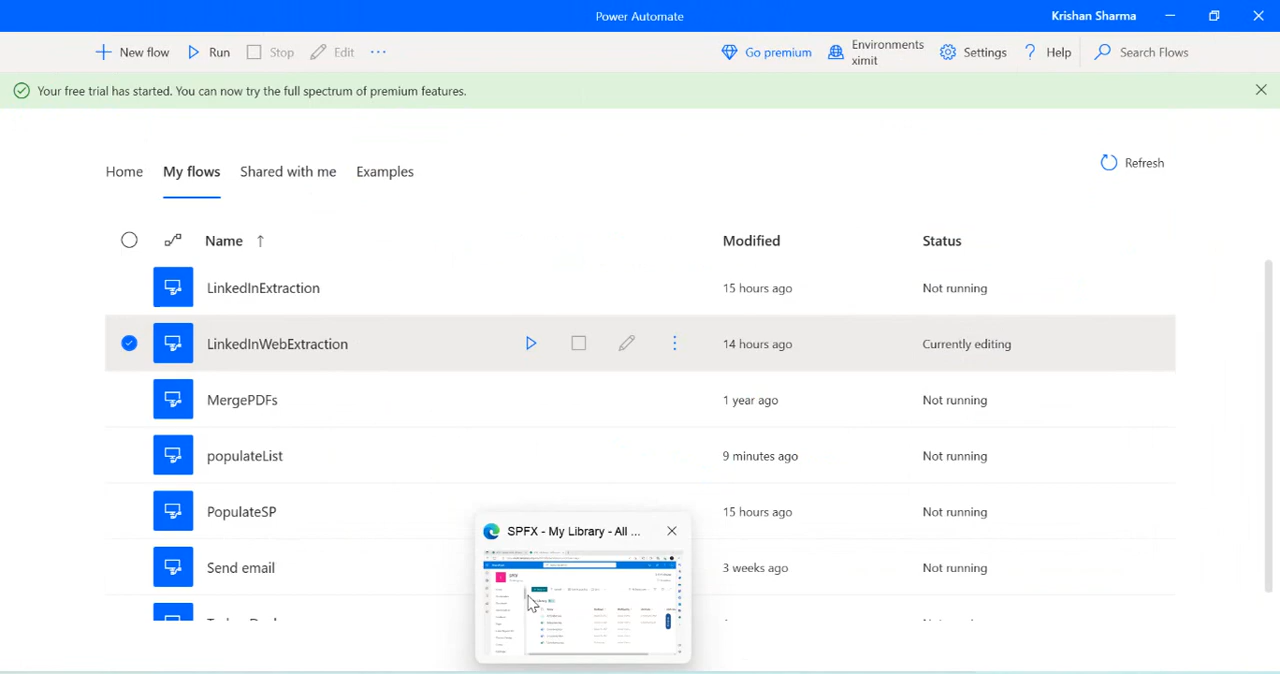 Power Automate
Krishan Sharma
New flow Run Stop Edit ...
Go premium Environments Settings Help Search Flows
ximit
Your free trial has started. You can now try the full spectrum of premium features.
Home My flows Shared with me Examples
Refresh
Name Modified Status
LinkedInExtraction 15 hours ago Not running
LinkedInWebExtraction 14 hours ago Currently editing
MergePDFs 1 year ago Not running
populateList 9 minutes ago Not running
PopulateSP 15 hours ago Not running
SPFX - My Library - All ...
Send email 3 weeks ago Not running